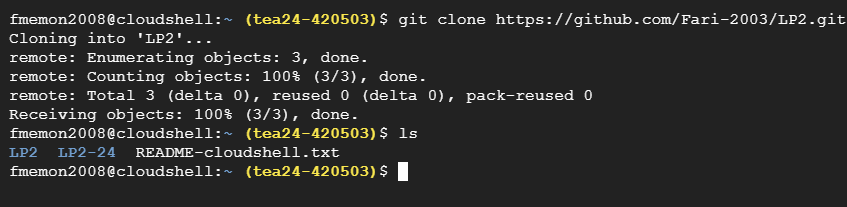 fmemon2008@cloudshell:~ (tea24-420503)$ git clone https://github.com/Fari-2003/LP2.git
Cloning into 'LP2'...
remote: Enumerating objects: 3, done.
remote: Counting objects: 100% (3/3), done.
remote: Total 3 (delta 0), reused 0 (delta 0), pack-reused 0
Receiving objects: 100% (3/3), done.
fmemon2008@cloudshell:~ (tea24-420503)$ ls
LP2  LP2-24  README-cloudshell.txt
fmemon2008@cloudshell:~ (tea24-420503)$